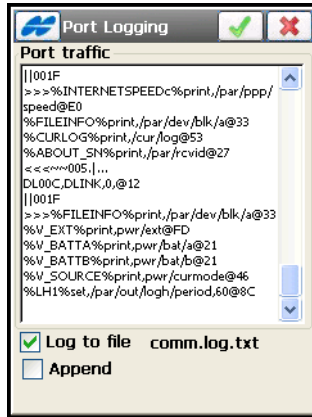 Port Logging
Port traffic
||001F
>>>%INTERNETSPEEDc%print,/par/ppp/
speed@E0
%FILEINFO%print,/par/dev/blk/a@33
%CURLOG%print,/cur/log@53
%ABOUT_SN%print,/par/rcvid@27
<<<~~005.|...
DL00C,DLINK,0,@12
||001F
>>>%FILEINFO%print,/par/dev/blk/a@33
%V_EXT%print,pwr/ext@FD
%V_BATTA%print,pwr/bat/a@21
%V_BATTB%print,pwr/bat/b@21
%V_SOURCE%print,pwr/curmode@46
%LH1%set,/par/out/logh/period,60@8C
Log to file comm.log.txt
Append